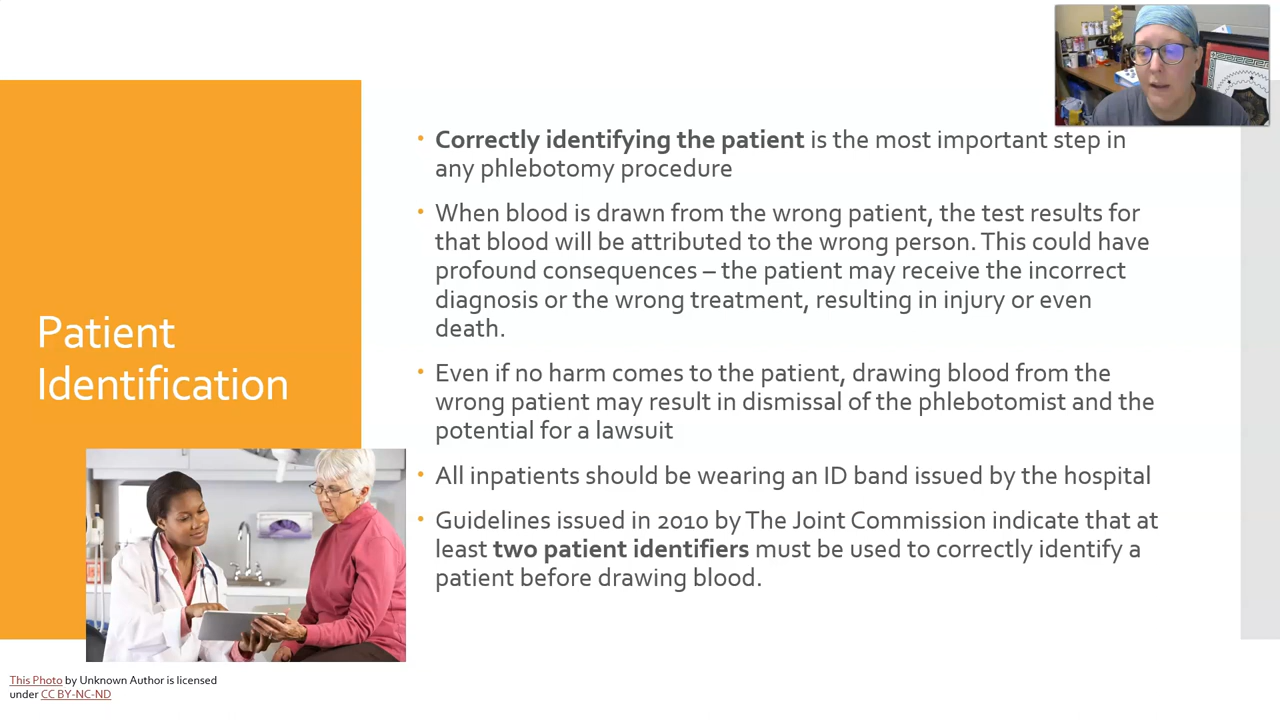 Patient
Identification
• Correctly identifying the patient is the most important step in
any phlebotomy procedure
• When blood is drawn from the wrong patient, the test results for
that blood will be attributed to the wrong person. This could have
profound consequences – the patient may receive the incorrect
diagnosis or the wrong treatment, resulting in injury or even
death.
• Even if no harm comes to the patient, drawing blood from the
wrong patient may result in dismissal of the phlebotomist and the
potential for a lawsuit
• All inpatients should be wearing an ID band issued by the hospital
• Guidelines issued in 2010 by The Joint Commission indicate that at
least two patient identifiers must be used to correctly identify a
patient before drawing blood.
This Photo by Unknown Author is licensed
under CC BY-NC-ND